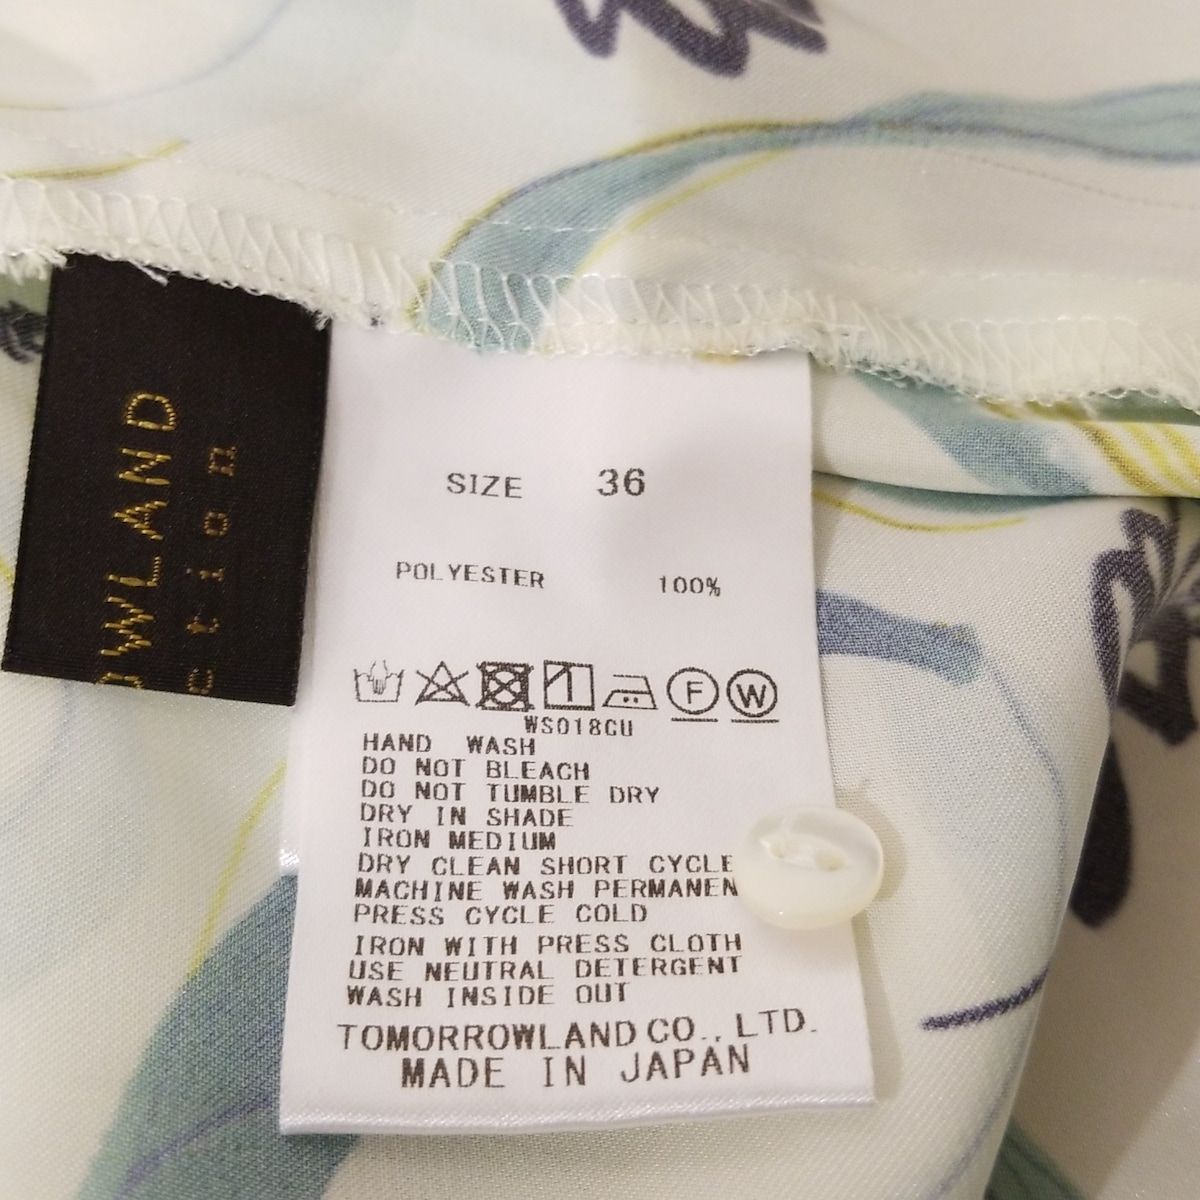 OWLAND
ction
SIZE 36
POLYESTER 100%
F W
WS018CU
HAND WASH
DO NOT BLEACH
DO NOT TUMBLE DRY
DRY IN SHADE
IRON MEDIUM
DRY CLEAN SHORT CYCLE
MACHINE WASH PERMANEN
PRESS CYCLE COLD
IRON WITH PRESS CLOTH
USE NEUTRAL DETERGENT
WASH INSIDE OUT
TOMORROWLAND CO., LTD.
MADE IN JAPAN